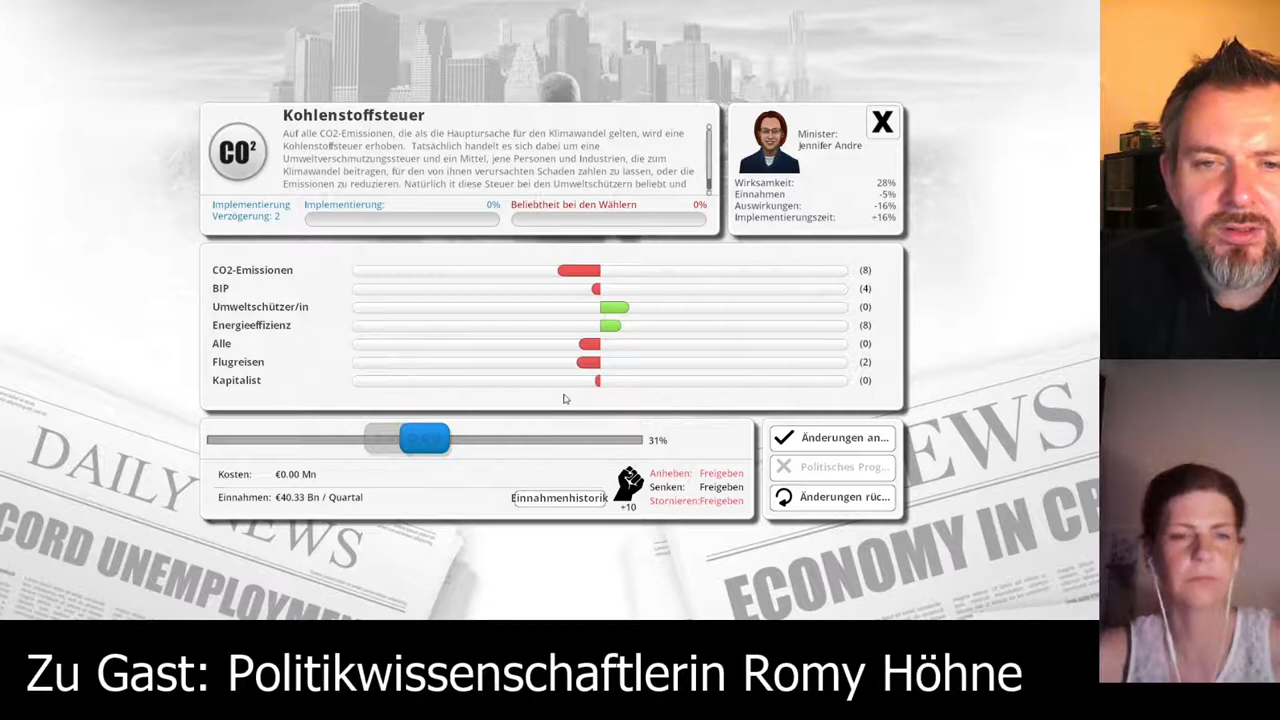 Kohlenstoffsteuer
Auf alle CO2-Emissionen, die als die Hauptursache für den Klimawandel gelten, wird eine
Kohlenstoffsteuer erhoben. Tatsächlich handelt es sich dabei um eine
Umweltverschmutzungssteuer und ein Mittel, jene Personen und Industrien, die zum
Klimawandel beitragen, für den von ihnen verursachten Schaden zahlen zu lassen, oder die
Emissionen zu reduzieren. Natürlich it diese Steuer bei den Umweltschützern beliebt und
CO²
Implementierung
Verzögerung: 2
Implementierung: 0%
Beliebtheit bei den Wählern 0%
X
Minister:
Jennifer Andre
Wirksamkeit: 28%
Einnahmen -5%
Auswirkungen: -16%
Implementierungszeit: +16%
CO2-Emissionen (8)
BIP (4)
Umweltschützer/in (0)
Energieeffizienz (8)
Alle (0)
Flugreisen (2)
Kapitalist (0)
31%
Kosten: €0.00 Mn
Einnahmen: €40.33 Bn / Quartal
Einnahmenhistorik
+10
Anheben: Freigeben
Senken: Freigeben
Stornieren:Freigeben
Änderungen an...
Politisches Prog...
Änderungen rüc...
DAILY NEWS
CORD UNEMPLOYME
NEWS
ECONOMY IN CR
Zu Gast: Politikwissenschaftlerin Romy Höhne